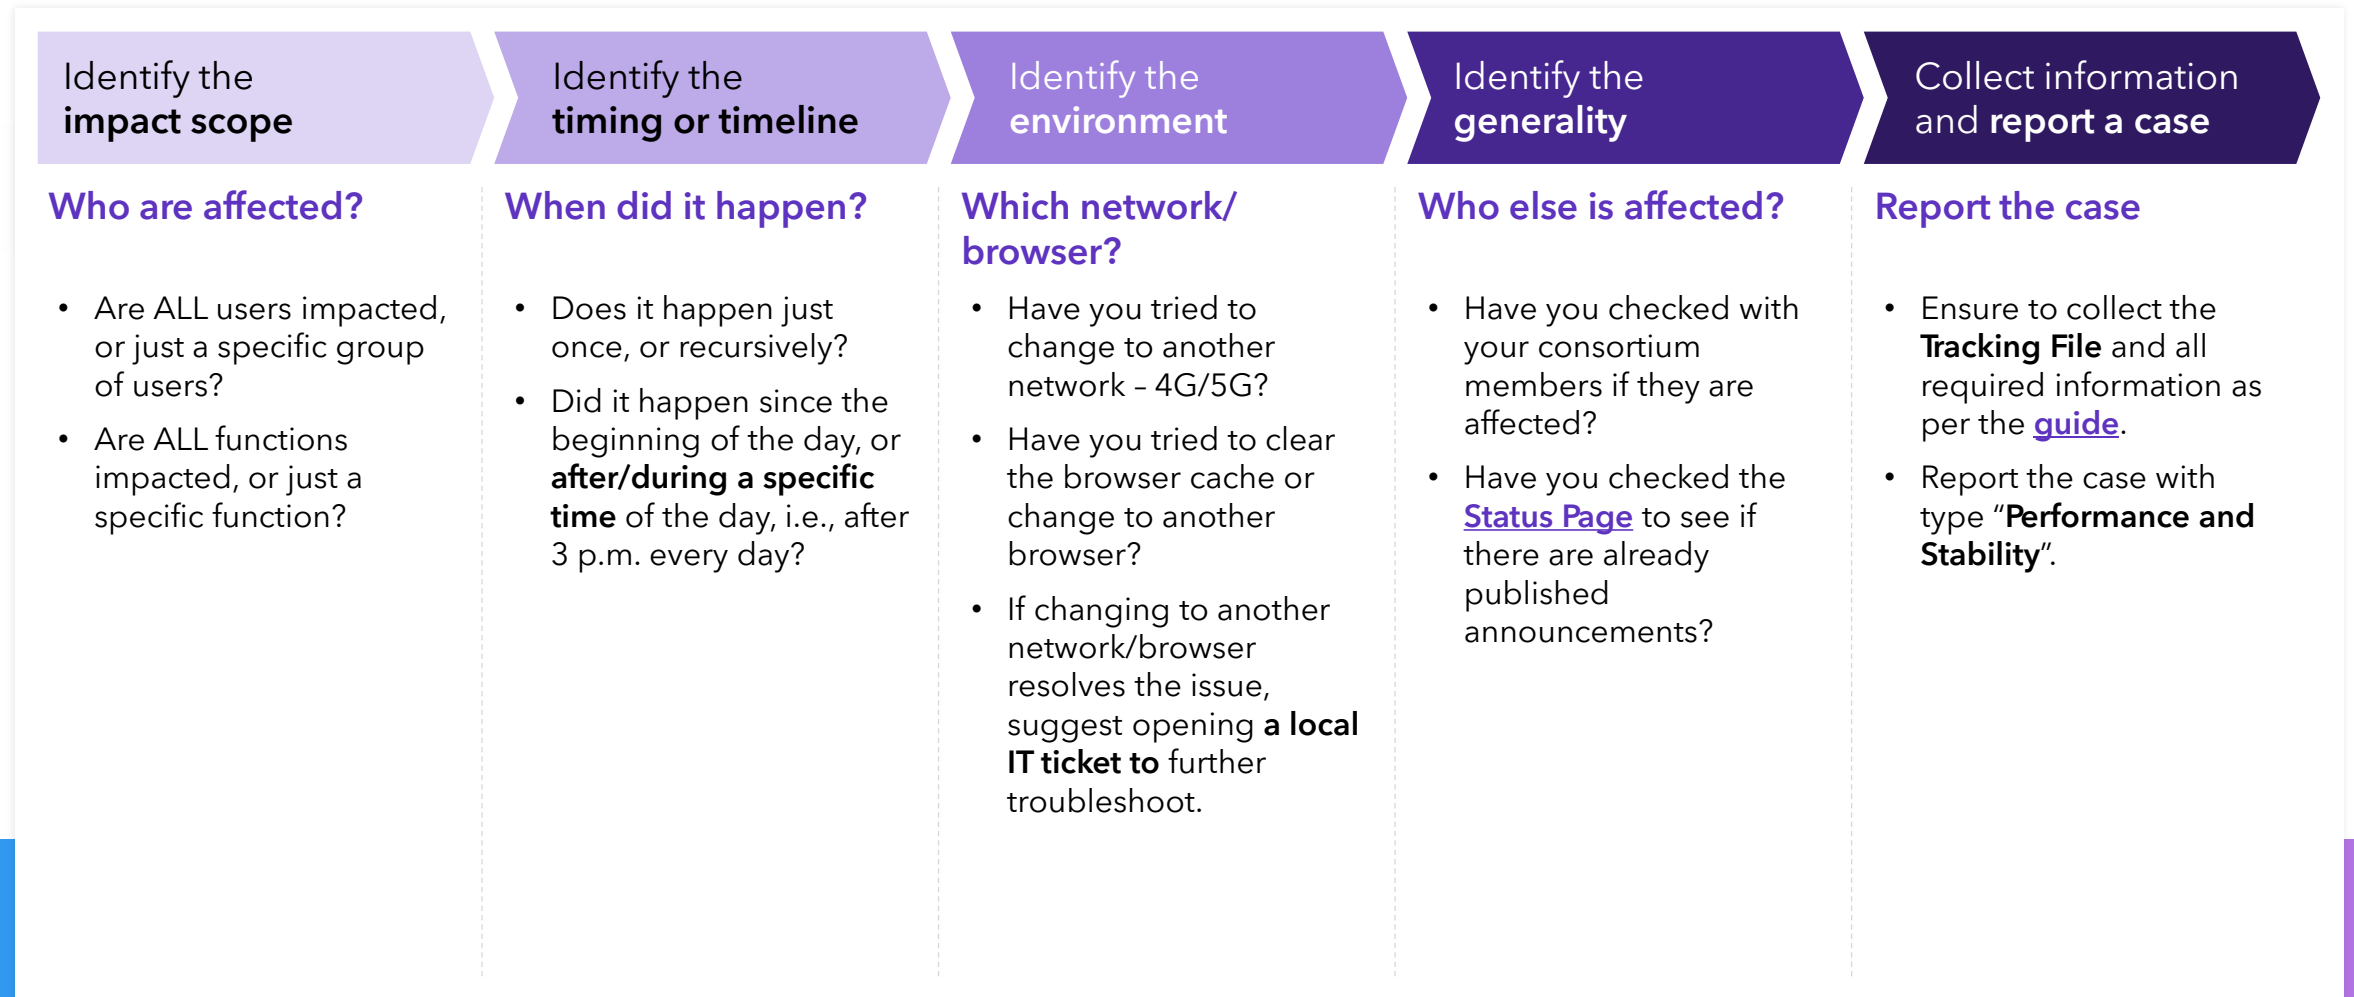 Identify the
impact scope
Identify the
timing or timeline
Identify the
environment
Identify the
generality
Collect information
and report a case
Who are affected?
• Are ALL users impacted,
or just a specific group
of users?
• Are ALL functions
impacted, or just a
specific function?
When did it happen?
• Does it happen just
once, or recursively?
• Did it happen since the
beginning of the day, or
after/during a specific
time of the day, i.e., after
3 p.m. every day?
Which network/
browser?
• Have you tried to
change to another
network – 4G/5G?
• Have you tried to clear
the browser cache or
change to another
browser?
• If changing to another
network/browser
resolves the issue,
suggest opening a local
IT ticket to further
troubleshoot.
Who else is affected?
• Have you checked with
your consortium
members if they are
affected?
• Have you checked the
Status Page to see if
there are already
published
announcements?
Report the case
• Ensure to collect the
Tracking File and all
required information as
per the guide.
• Report the case with
type “Performance and
Stability”.